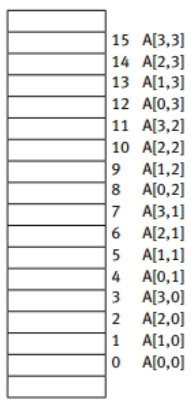 15 A[3,3]
14 A[2,3]
13 A[1,3]
12 A[0,3]
11 A[3,2]
10 A[2,2]
9 A[1,2]
8 A[0,2]
7 A[3,1]
6 A[2,1]
5 A[1,1]
4 A[0,1]
3 A[3,0]
2 A[2,0]
1 A[1,0]
0 A[0,0]